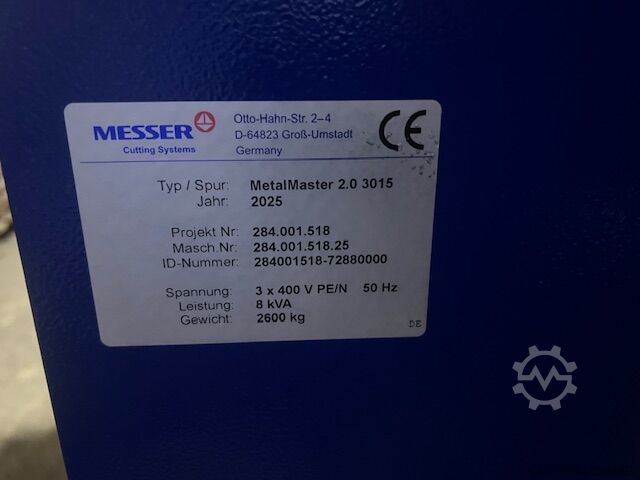 MESSER
Cutting Systems
Otto-Hahn-Str. 2–4
D-64823 Groß-Umstadt
Germany
CE
Typ / Spur: MetalMaster 2.0 3015
Jahr: 2025
Projekt Nr: 284.001.518
Masch.Nr: 284.001.518.25
ID-Nummer: 284001518-72880000
Spannung: 3 x 400 V PE/N 50 Hz
Leistung: 8 kVA
Gewicht: 2600 kg
DE